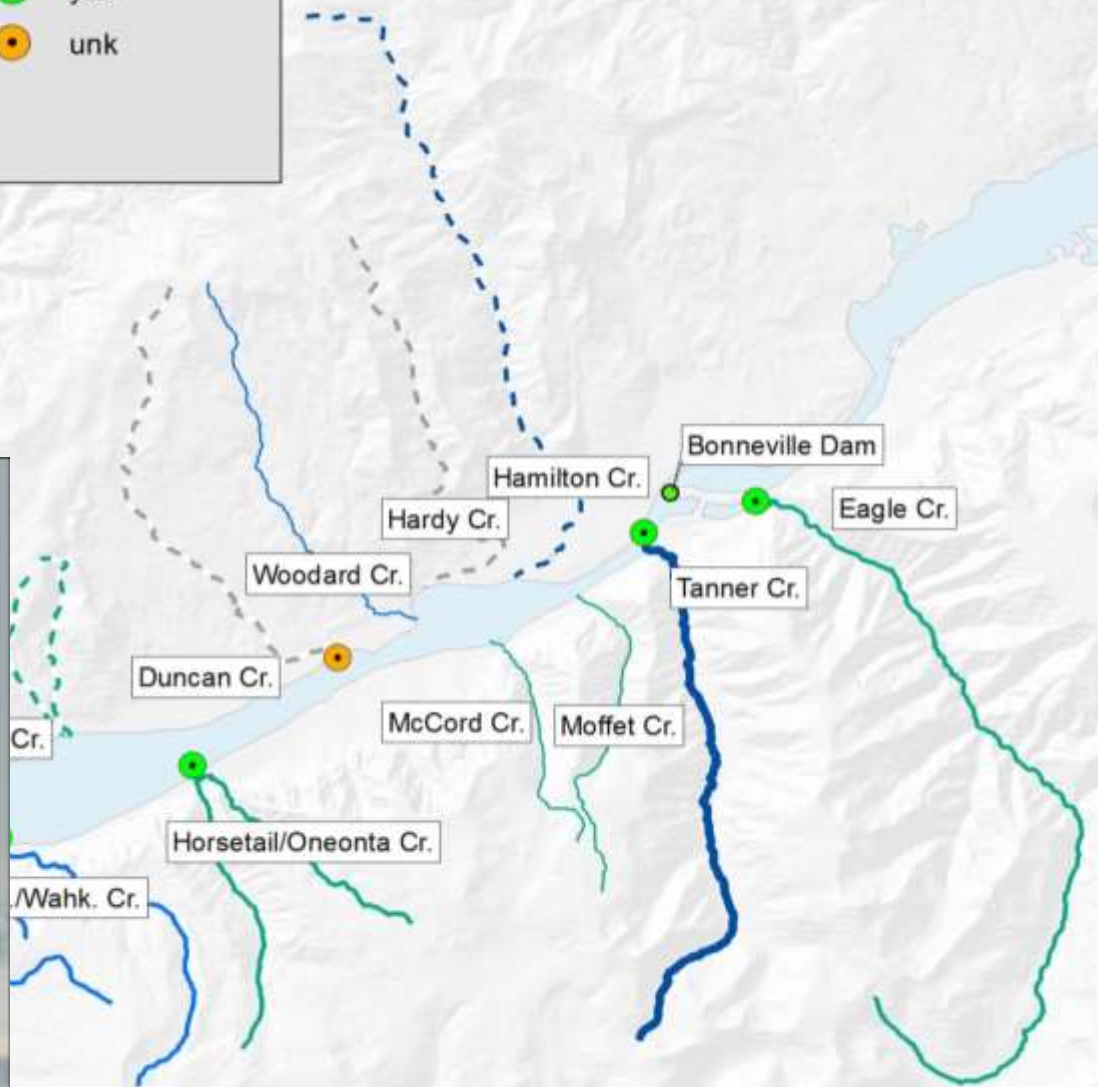 unk
Bonneville Dam
Hamilton Cr.
Eagle Cr.
Hardy Cr.
Woodard Cr.
Tanner Cr.
Duncan Cr.
McCord Cr.
Moffet Cr.
Cr.
Horsetail/Oneonta Cr.
./Wahk. Cr.